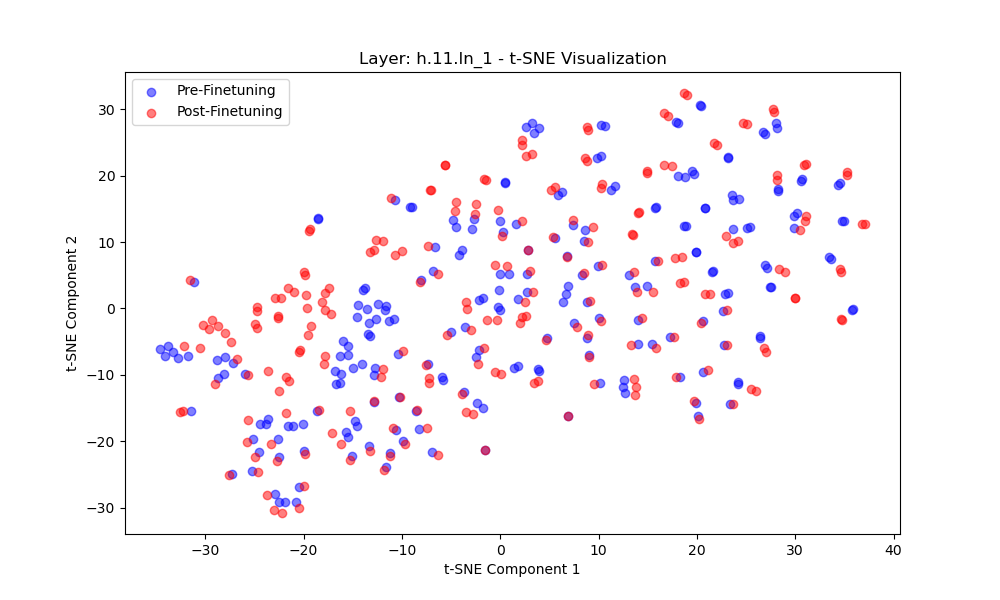 Layer: h.11.ln_1 - t-SNE Visualization
Pre-Finetuning
Post-Finetuning
t-SNE Component 2
30
20
10
0
−10
−20
−30
−30 −20 −10 0 10 20 30 40
t-SNE Component 1